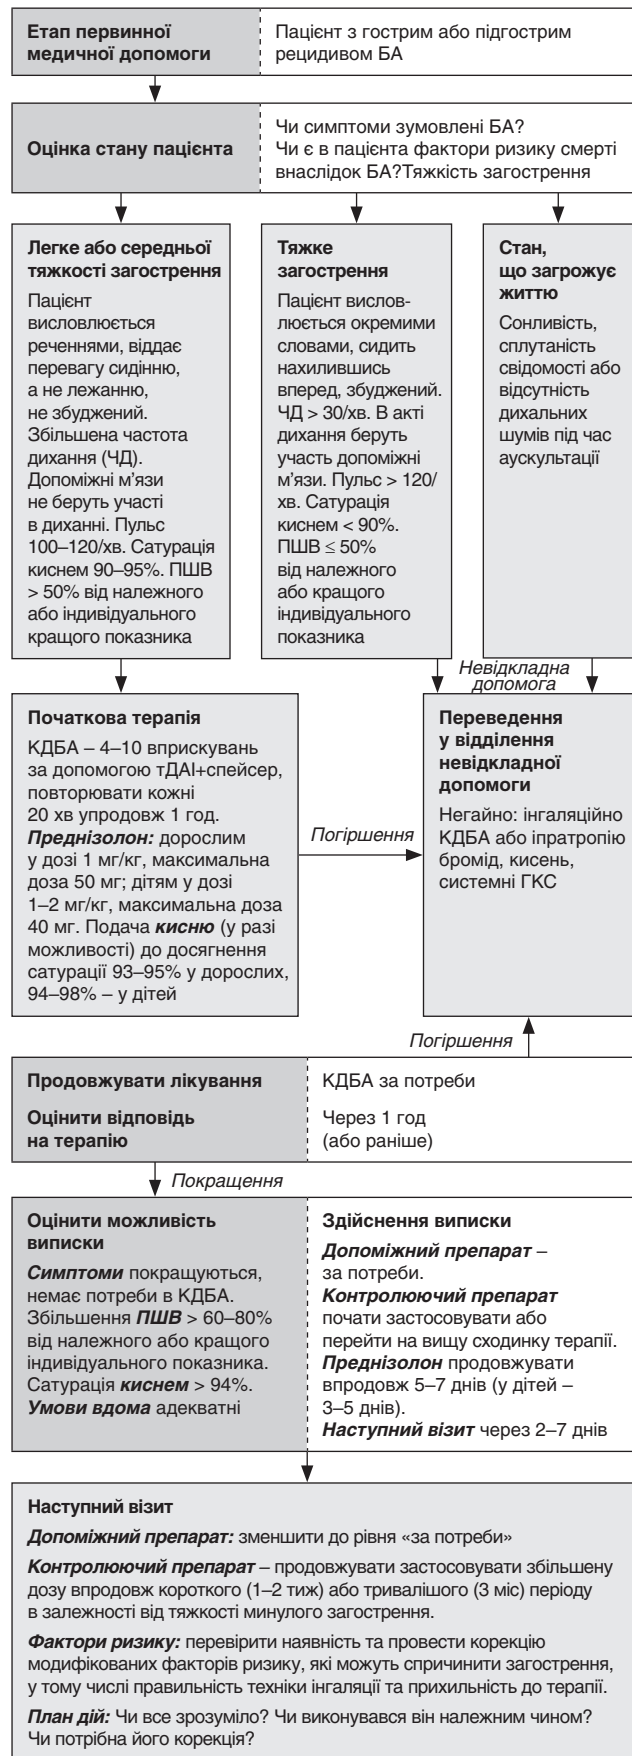 Етап первинної
медичної допомоги
Пацієнт з гострим або підгострим
рецидивом БА
Оцінка стану пацієнта
Чи симптоми зумовлені БА?
Чи є в пацієнта фактори ризику смерті
внаслідок БА?Тяжкість загострення
Легке або середньої
тяжкості загострення
Пацієнт
висловлюється
реченнями, віддає
перевагу сидінню,
а не лежанню,
не збуджений.
Збільшена частота
дихання (ЧД).
Допоміжні м’язи
не беруть участі
в диханні. Пульс
100–120/хв. Сатурація
киснем 90–95%. ПШВ
> 50% від належного
або індивідуального
кращого показника
Тяжке
загострення
Пацієнт вислов-
люється окремими
словами, сидить
нахилившись
вперед, збуджений.
ЧД > 30/хв. В акті
дихання беруть
участь допоміжні
м’язи. Пульс > 120/
хв. Сатурація
киснем < 90%.
ПШВ ≤ 50%
від належного
або кращого
індивідуального
показника
Стан,
що загрожує
життю
Сонливість,
сплутаність
свідомості або
відсутність
дихальних
шумів під час
аускультації
Невідкладна
допомога
Початкова терапія
КДБА – 4–10 вприскувань
за допомогою тДАІ+спейсер,
повторювати кожні
20 хв упродовж 1 год.
Преднізолон: дорослим
у дозі 1 мг/кг, максимальна
доза 50 мг; дітям у дозі
1–2 мг/кг, максимальна доза
40 мг. Подача кисню (у разі
можливості) до досягнення
сатурації 93–95% у дорослих,
94–98% – у дітей
Погіршення
Переведення
у відділення
невідкладної
допомоги
Негайно: інгаляційно
КДБА або іпратропію
бромід, кисень,
системні ГКС
Погіршення
Продовжувати лікування
КДБА за потреби
Оцінити відповідь
на терапію
Через 1 год
(або раніше)
Покращення
Оцінити можливість
виписки
Симптоми покращуються,
немає потреби в КДБА.
Збільшення ПШВ > 60–80%
від належного або кращого
індивідуального показника.
Сатурація киснем > 94%.
Умови вдома адекватні
Здійснення виписки
Допоміжний препарат –
за потреби.
Контролюючий препарат
почати застосовувати або
перейти на вищу сходинку терапії.
Преднізолон продовжувати
впродовж 5–7 днів (у дітей –
3–5 днів).
Наступний візит через 2–7 днів
Наступний візит
Допоміжний препарат: зменшити до рівня «за потреби»
Контролюючий препарат – продовжувати застосовувати збільшену
дозу впродовж короткого (1–2 тиж) або тривалішого (3 міс) періоду
в залежності від тяжкості минулого загострення.
Фактори ризику: перевірити наявність та провести корекцію
модифікованих факторів ризику, які можуть спричинити загострення,
у тому числі правильність техніки інгаляції та прихильність до терапії.
План дій: Чи все зрозуміло? Чи виконувався він належним чином?
Чи потрібна його корекція?